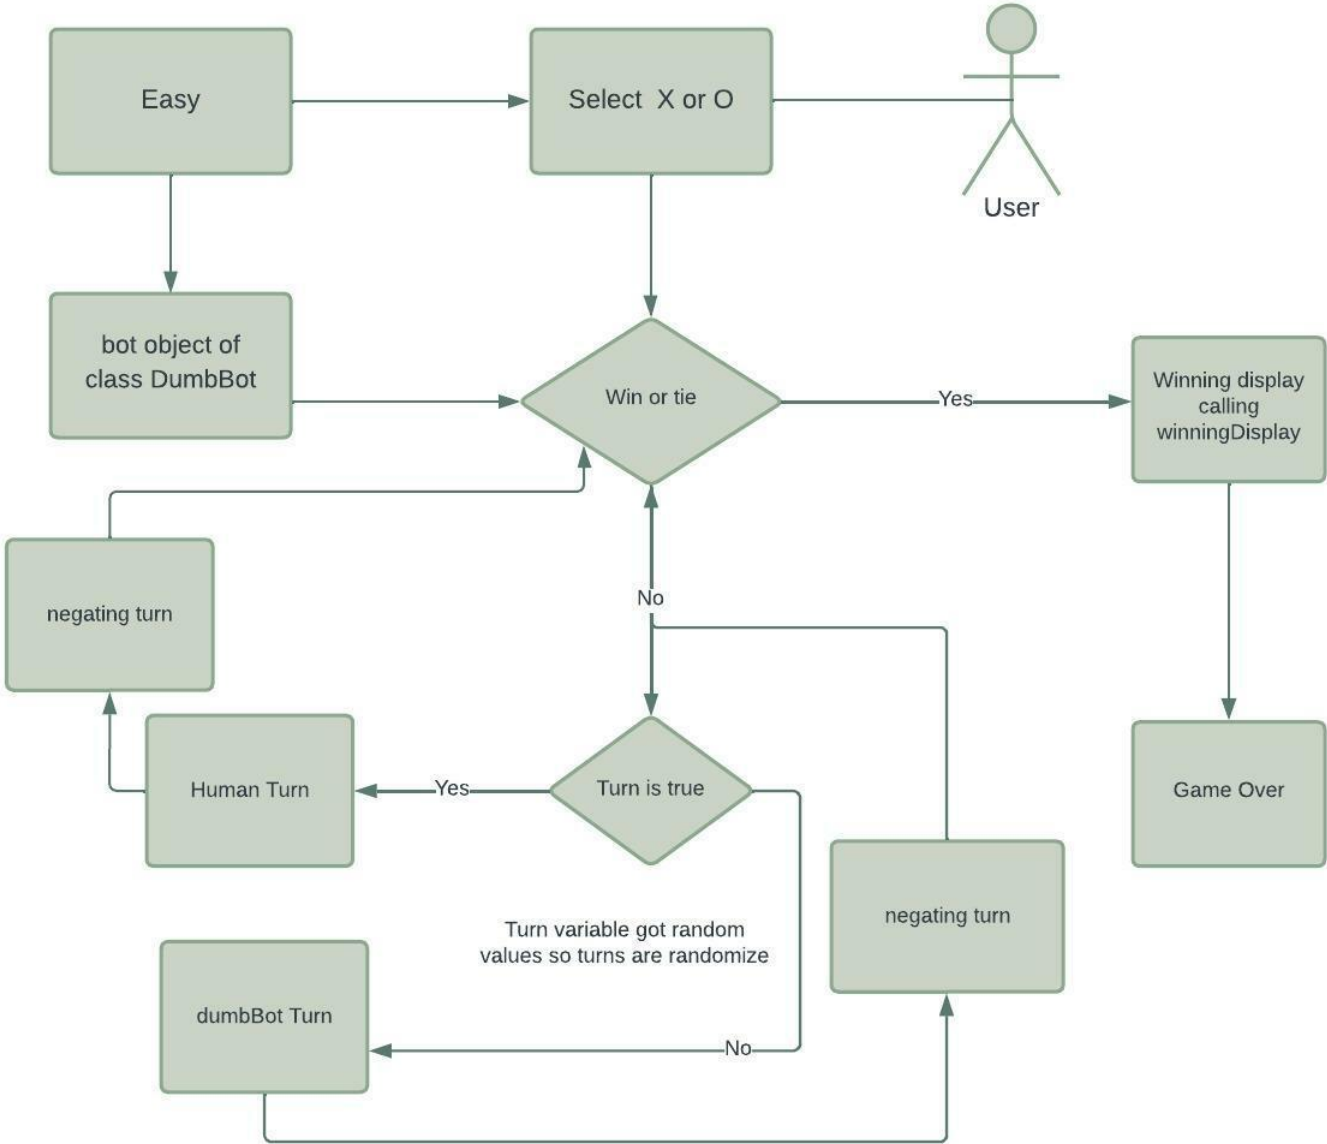 Easy
Select X or O
User
bot object of
class DumbBot
Win or tie
Yes
Winning display
calling
winningDisplay
No
negating turn
Human Turn
Yes
Turn is true
Game Over
negating turn
Turn variable got random
values so turns are randomize
dumbBot Turn
No